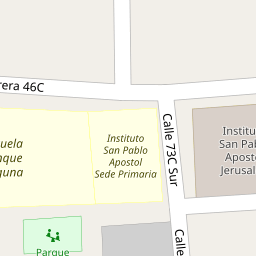 rera 46C
Calle 73C Sur
Instituto
San Pablo
Apostol
Sede Primaria
Institu
San Pab
Aposto
Jerusal
uela
nque
guna
Parque
Calle